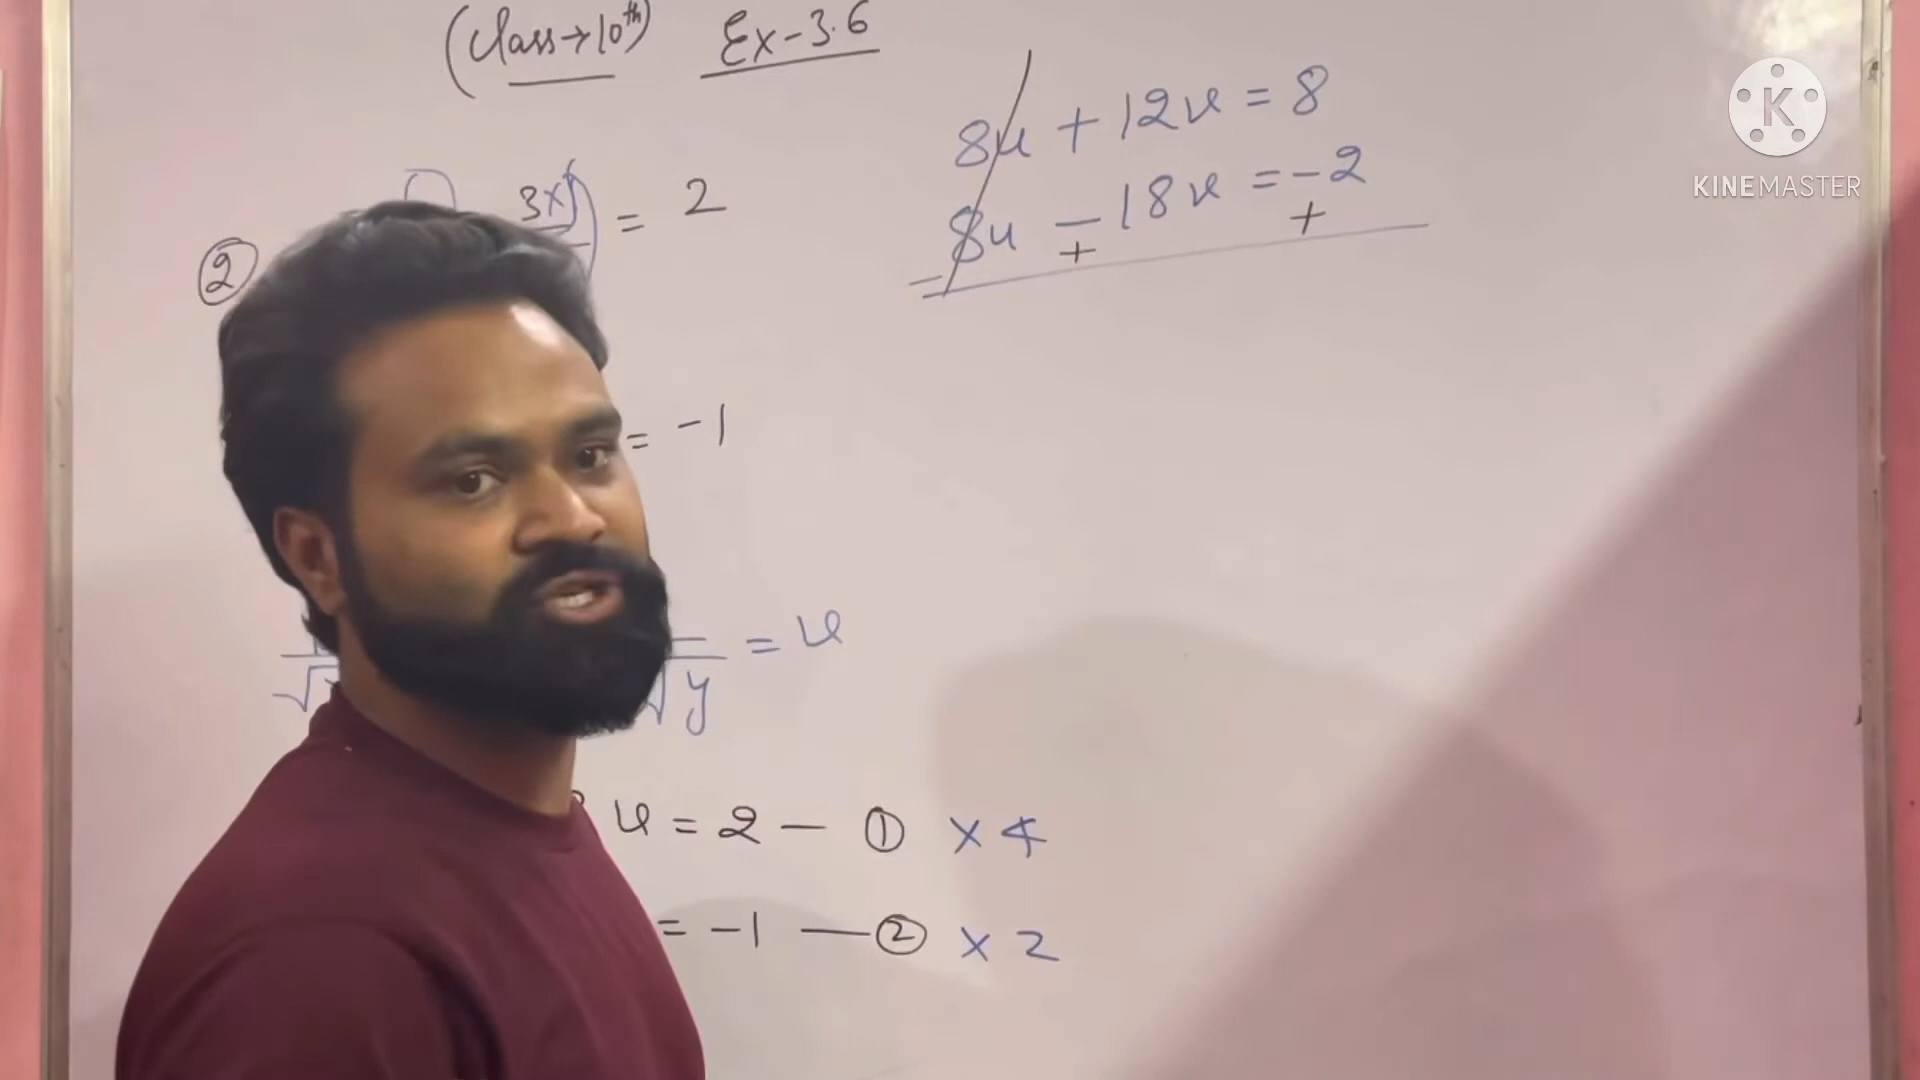 (Class→10th) Ex-3.6
8u + 12v = 8
8u - 18v = -2
+ +
② 3x1 = 2
= -1
√ √y = v
v = 2 — ① × 4
= -1 — ② × 2
KINEMASTER